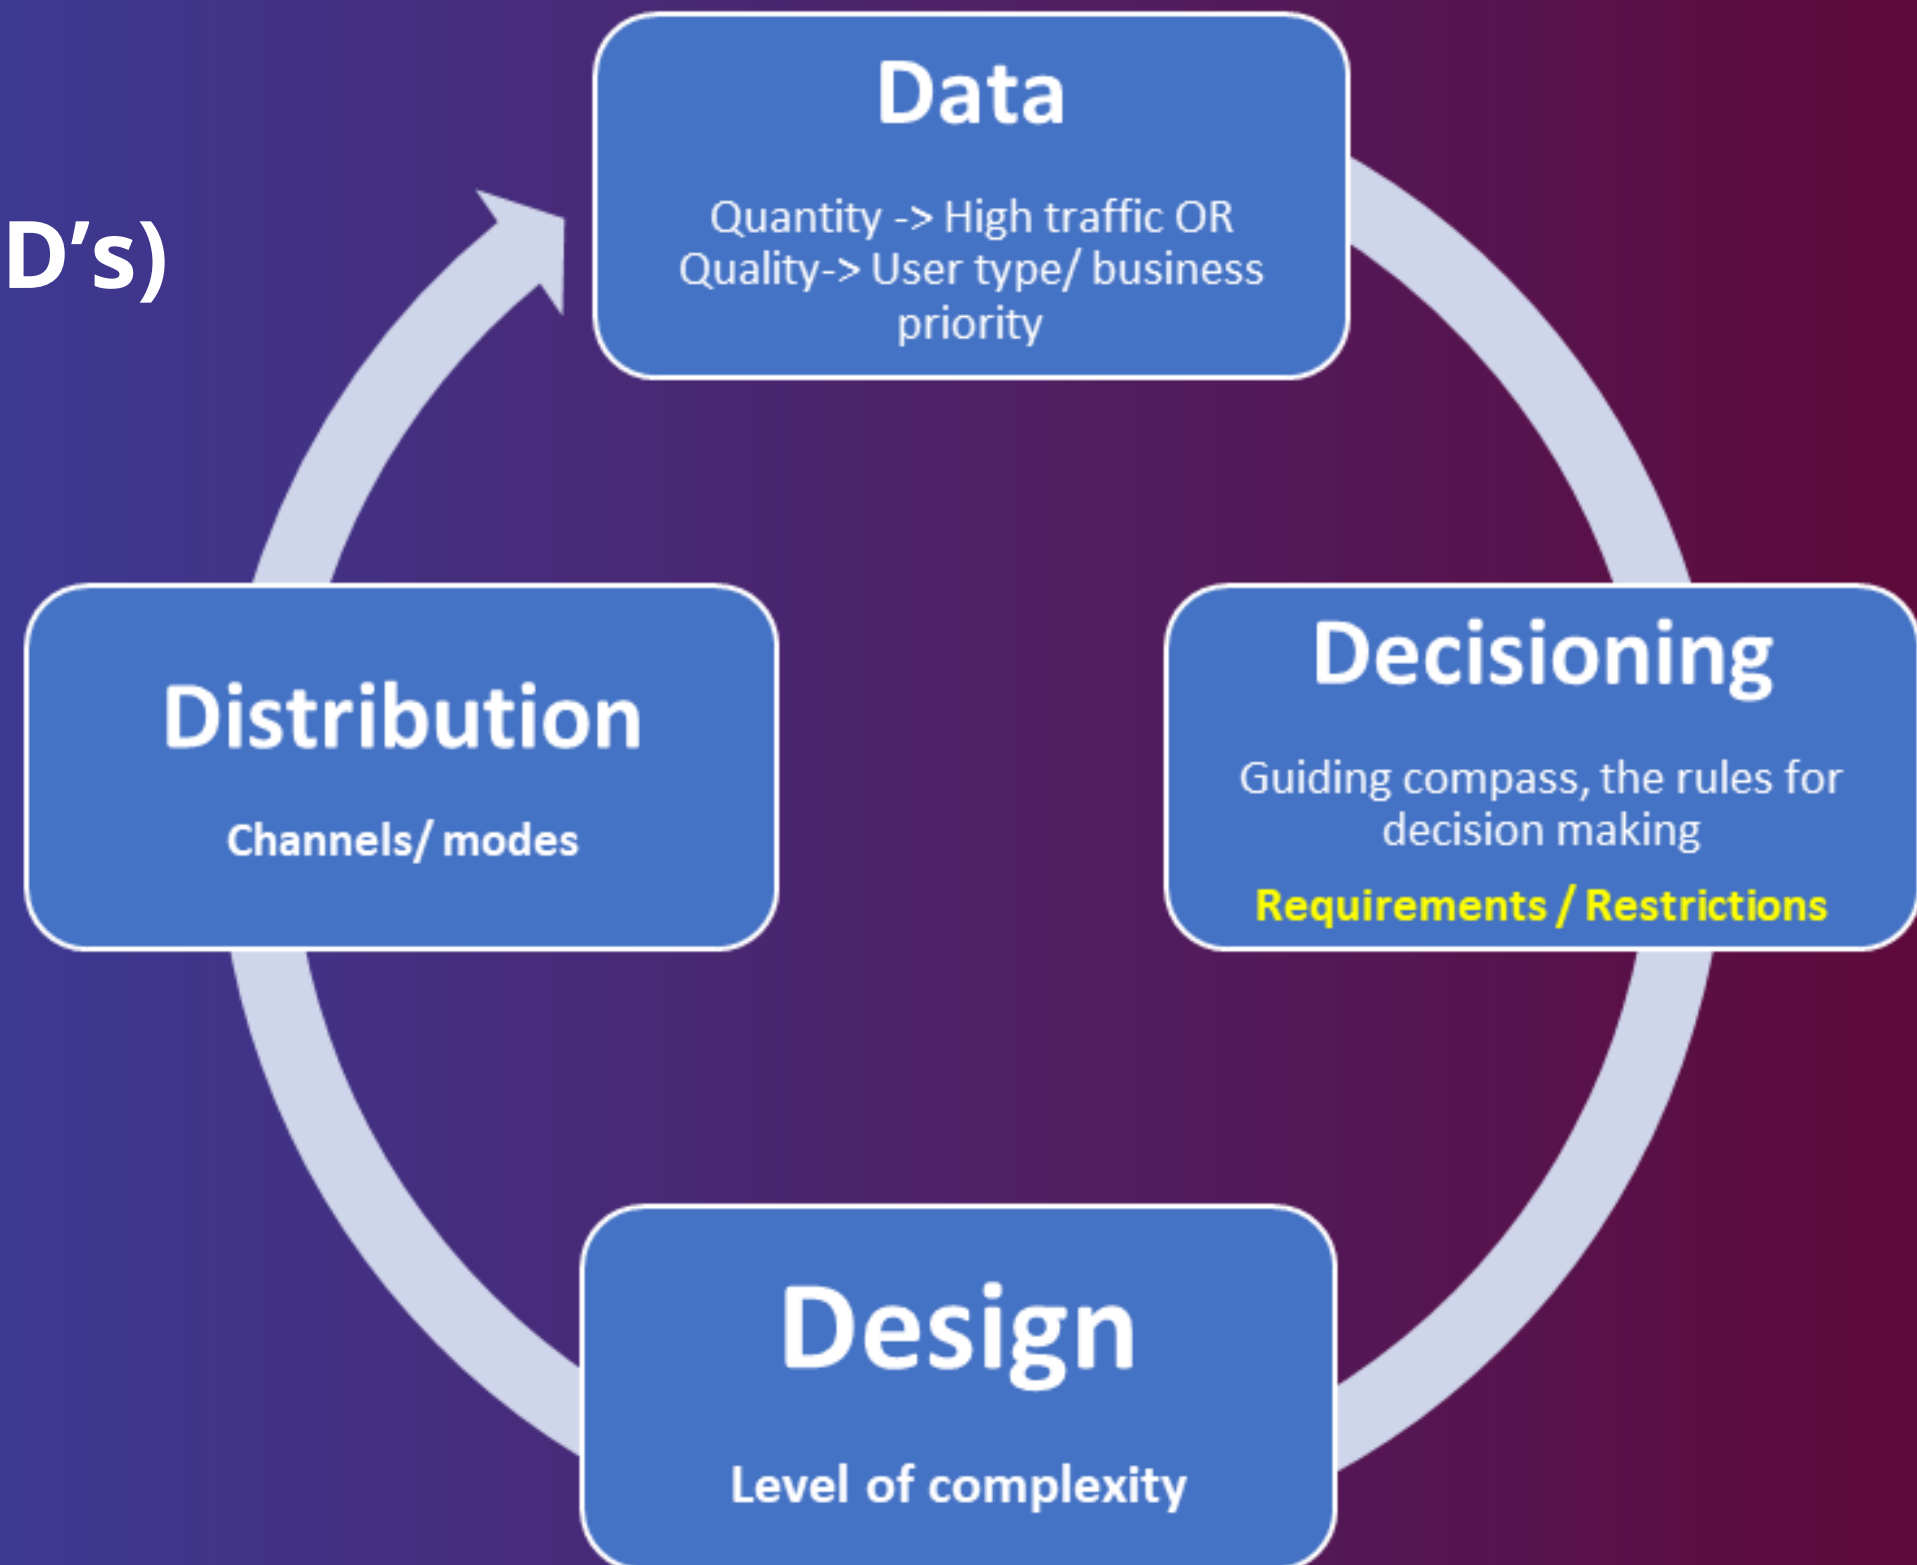 D’s)
Data
Quantity -> High traffic OR
Quality-> User type/ business
priority
Decisioning
Guiding compass, the rules for
decision making
Requirements / Restrictions
Design
Level of complexity
Distribution
Channels/ modes